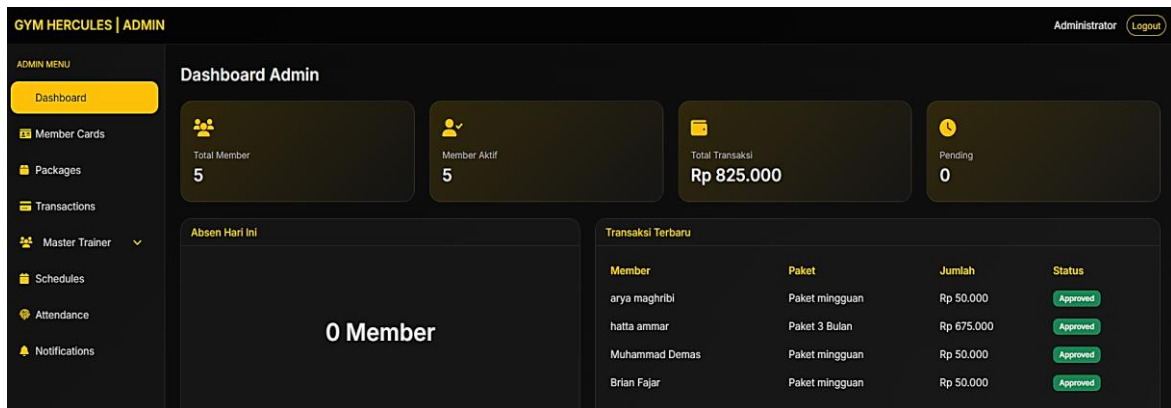 GYM HERCULES | ADMIN
Administrator
Logout
ADMIN MENU
Dashboard
Member Cards
Packages
Transactions
Master Trainer
Schedules
Attendance
Notifications
Dashboard Admin
Total Member
5
Member Aktif
5
Total Transaksi
Rp 825.000
Pending
0
Absen Hari Ini
0 Member
Transaksi Terbaru
Member Paket Jumlah Status
arya maghribi Paket mingguan Rp 50.000 Approved
hatta ammar Paket 3 Bulan Rp 675.000 Approved
Muhammad Demas Paket mingguan Rp 50.000 Approved
Brian Fajar Paket mingguan Rp 50.000 Approved